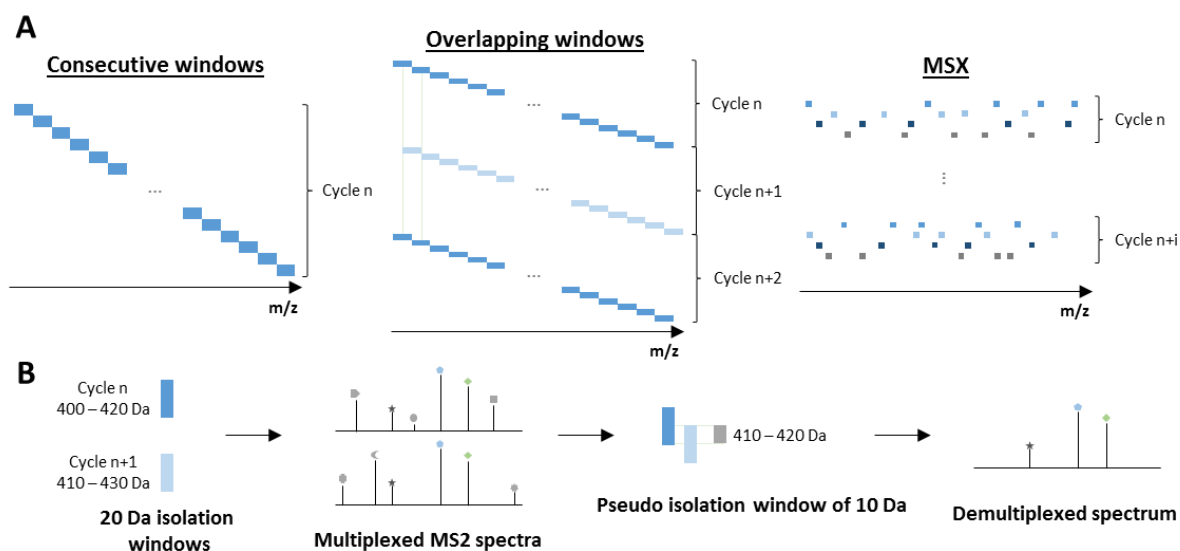 A
Consecutive windows
...
Cycle n
m/z
Overlapping windows
...
Cycle n
...
Cycle n+1
...
Cycle n+2
m/z
MSX
Cycle n
...
Cycle n+i
m/z
B
Cycle n
400 – 420 Da
Cycle n+1
410 – 430 Da
20 Da isolation
windows
Multiplexed MS2 spectra
410 – 420 Da
Pseudo isolation window of 10 Da
Demultiplexed spectrum